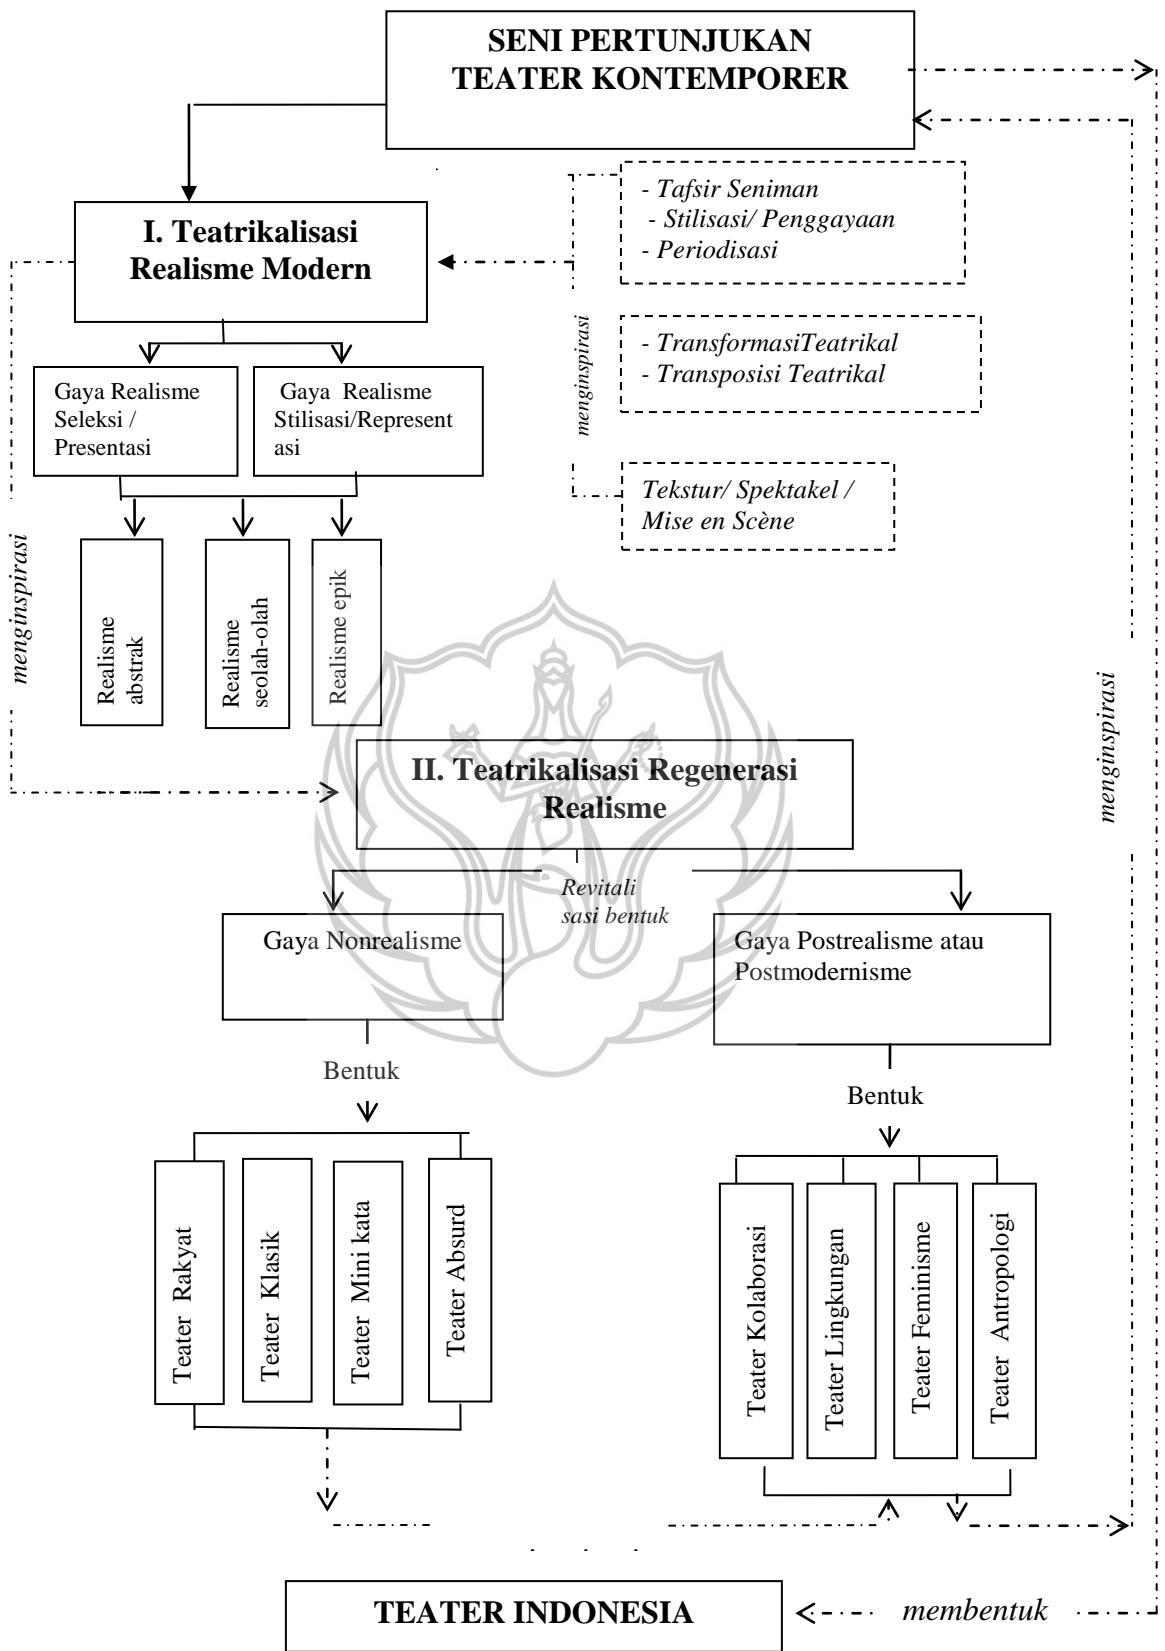 SENI PERTUNJUKAN
TEATER KONTEMPORER
- Tafsir Seniman
- Stilisasi/ Penggayaan
- Periodisasi
I. Teatrikalisasi
Realisme Modern
menginspirasi
- TransformasiTeatrikal
- Transposisi Teatrikal
Gaya Realisme
Seleksi /
Presentasi
Gaya  Realisme
Stilisasi/Represent
asi
Tekstur/ Spektakel /
Mise en Scène
menginspirasi
Realisme
abstrak
Realisme
seolah-olah
Realisme epik
menginspirasi
II. Teatrikalisasi Regenerasi
Realisme
Revitali
sasi bentuk
Gaya Nonrealisme
Gaya Postrealisme atau
Postmodernisme
Bentuk
Bentuk
Teater  Rakyat
Teater  Klasik
Teater  Mini kata
Teater Absurd
Teater Kolaborasi
Teater Lingkungan
Teater Feminisme
Teater  Antropologi
TEATER INDONESIA
membentuk